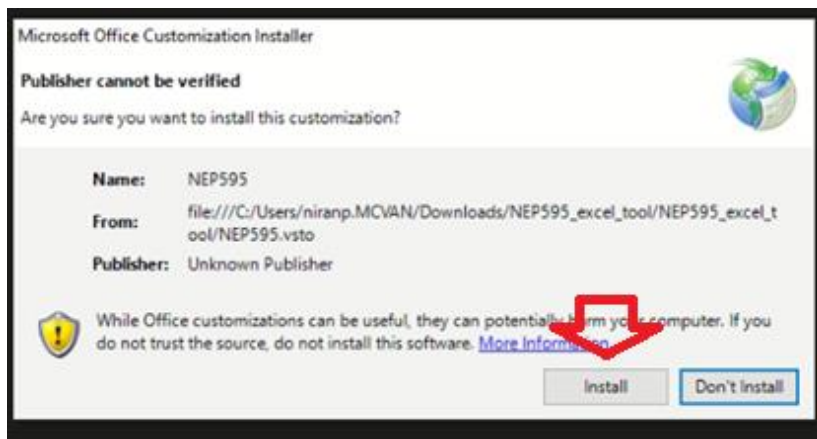 Microsoft Office Customization Installer
Publisher cannot be verified
Are you sure you want to install this customization?
Name: NEP595
From: file:///C:/Users/niranp.MCVAN/Downloads/NEP595_excel_tool/NEP595_excel_t
ool/NEP595.vsto
Publisher: Unknown Publisher
While Office customizations can be useful, they can potentially harm your computer. If you
do not trust the source, do not install this software. More Information
Install Don't Install